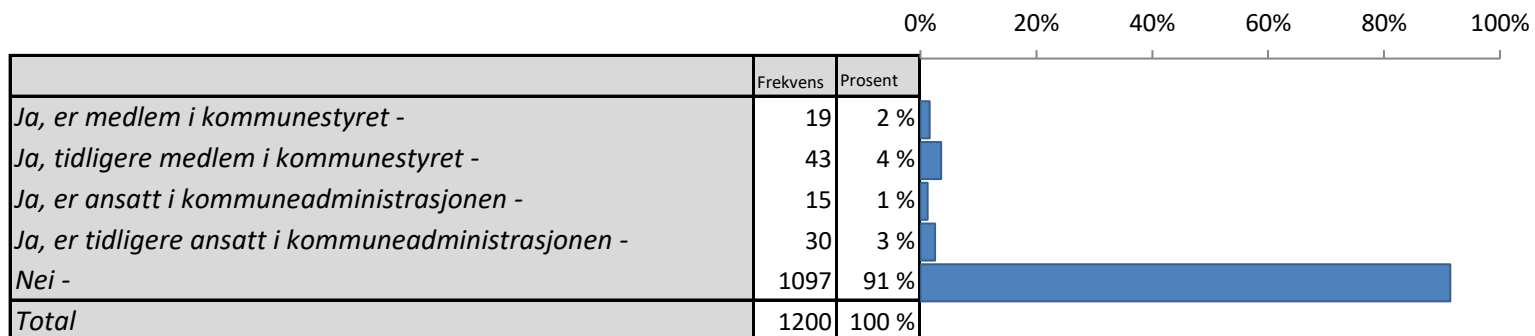 0% 20% 40% 60% 80% 100%
Frekvens Prosent
Ja, er medlem i kommunestyret - 19 2 %
Ja, tidligere medlem i kommunestyret - 43 4 %
Ja, er ansatt i kommuneadministrasjonen - 15 1 %
Ja, er tidligere ansatt i kommuneadministrasjonen - 30 3 %
Nei - 1097 91 %
Total 1200 100 %